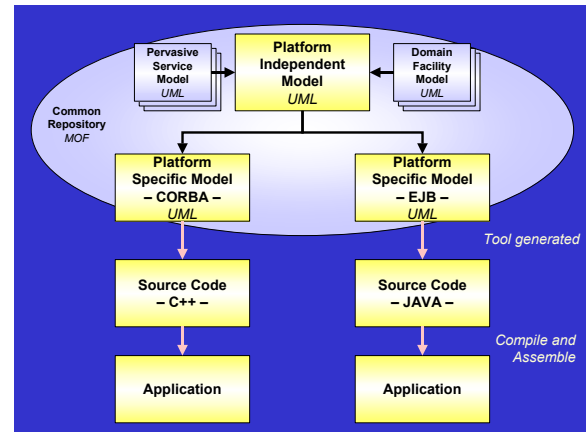 Pervasive
Service
Model
UML
Platform
Independent
Model
UML
Domain
Facility
Model
UML
Common
Repository
MOF
Platform
Specific Model
– CORBA –
UML
Platform
Specific Model
– EJB –
UML
Tool generated
Source Code
– C++ –
Source Code
– JAVA –
Compile and
Assemble
Application
Application